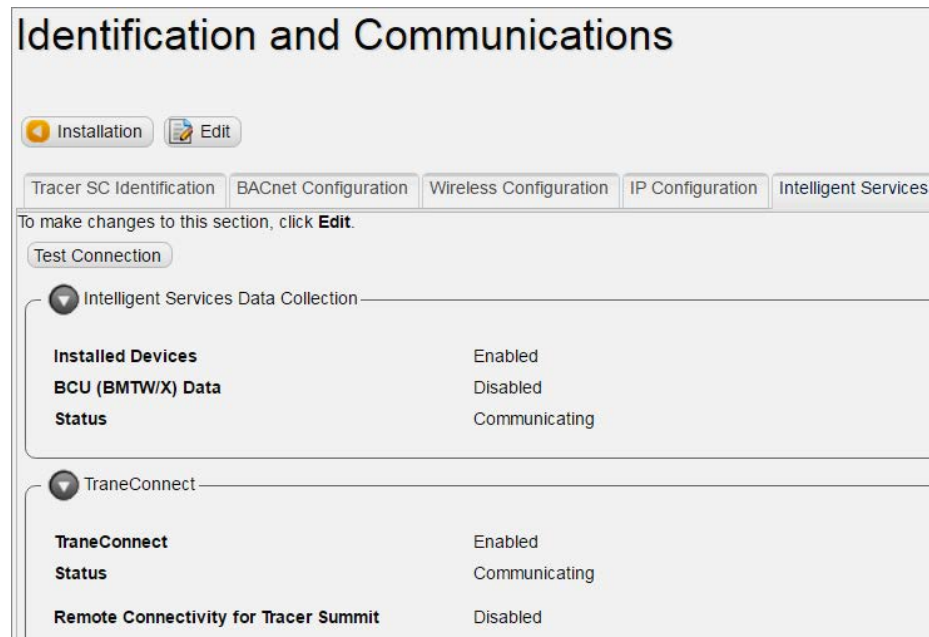 Identification and Communications
Installation Edit
Tracer SC Identification BACnet Configuration Wireless Configuration IP Configuration Intelligent Services
To make changes to this section, click Edit.
Test Connection
Intelligent Services Data Collection
Installed Devices Enabled
BCU (BMTW/X) Data Disabled
Status Communicating
TraneConnect
TraneConnect Enabled
Status Communicating
Remote Connectivity for Tracer Summit Disabled